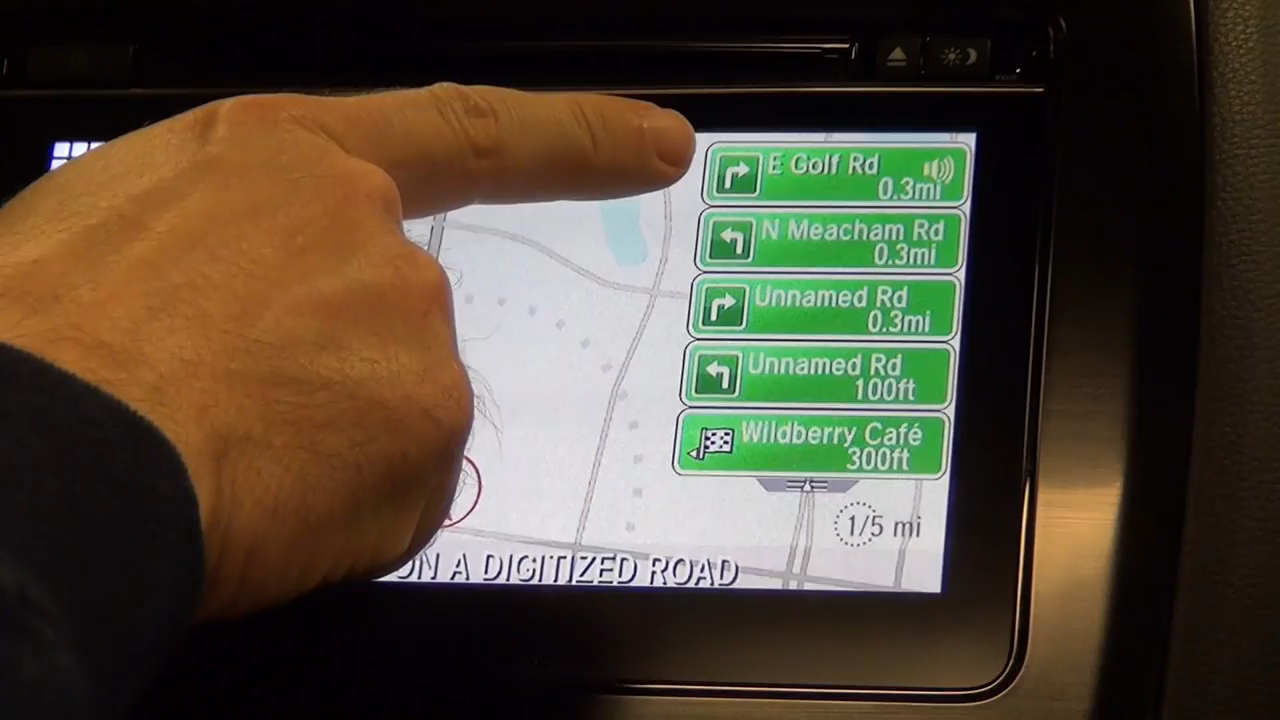 E Golf Rd
0.3mi
N Meacham Rd
0.3mi
Unnamed Rd
0.3mi
Unnamed Rd
100ft
Wildberry Café
300ft
1/5 mi
ON A DIGITIZED ROAD